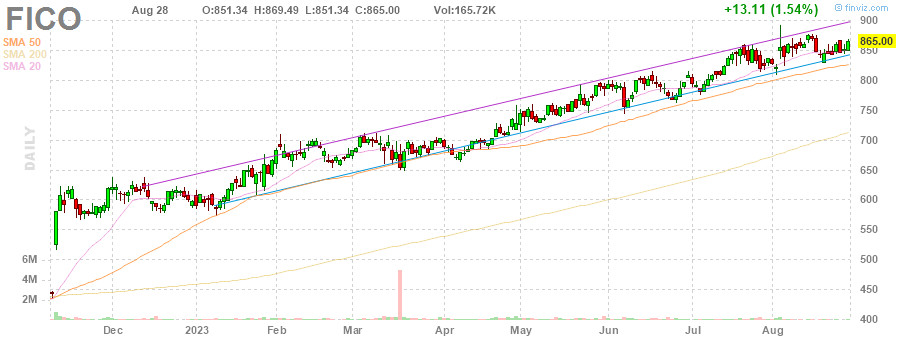 FICO Aug 28 O:851.34 H:869.49 L:851.34 C:865.00 Vol:165.72K +13.11 (1.54%) © finviz.com
SMA 50
SMA 200
SMA 20
DAILY
900
865.00
850
800
750
700
650
600
550
500
450
400
6M
4M
2M
Dec 2023 Feb Mar Apr May Jun Jul Aug